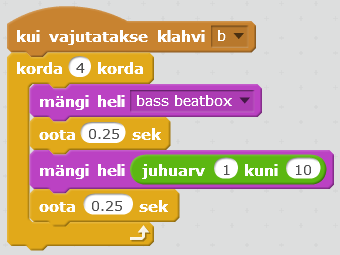 kui vajutatakse klahvi b
korda 4 korda
mängi heli bass beatbox
oota 0.25 sek
mängi heli juhuarv 1 kuni 10
oota 0.25 sek